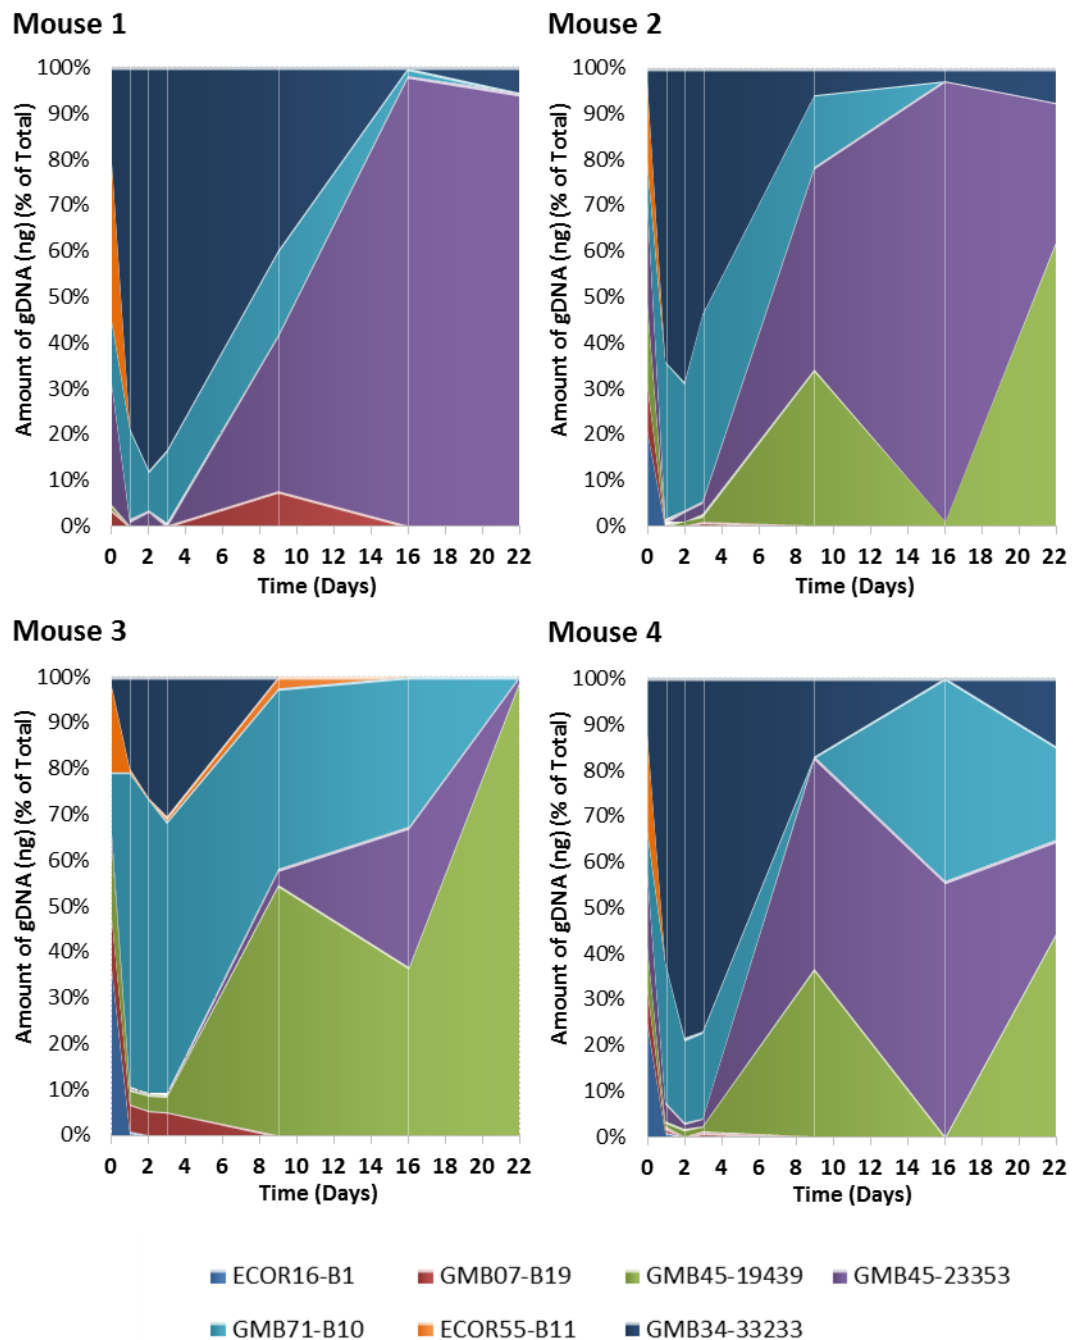 Mouse 1
Mouse 2
100%
90%
80%
70%
60%
50%
40%
30%
20%
10%
0%
Amount of gDNA (ng) (% of Total)
0 2 4 6 8 10 12 14 16 18 20 22
Time (Days)
100%
90%
80%
70%
60%
50%
40%
30%
20%
10%
0%
Amount of gDNA (ng) (% of Total)
0 2 4 6 8 10 12 14 16 18 20 22
Time (Days)
Mouse 3
Mouse 4
100%
90%
80%
70%
60%
50%
40%
30%
20%
10%
0%
Amount of gDNA (ng) (% of Total)
0 2 4 6 8 10 12 14 16 18 20 22
Time (Days)
100%
90%
80%
70%
60%
50%
40%
30%
20%
10%
0%
Amount of gDNA (ng) (% of Total)
0 2 4 6 8 10 12 14 16 18 20 22
Time (Days)
ECOR16-B1 GMB07-B19 GMB45-19439 GMB45-23353
GMB71-B10 ECOR55-B11 GMB34-33233